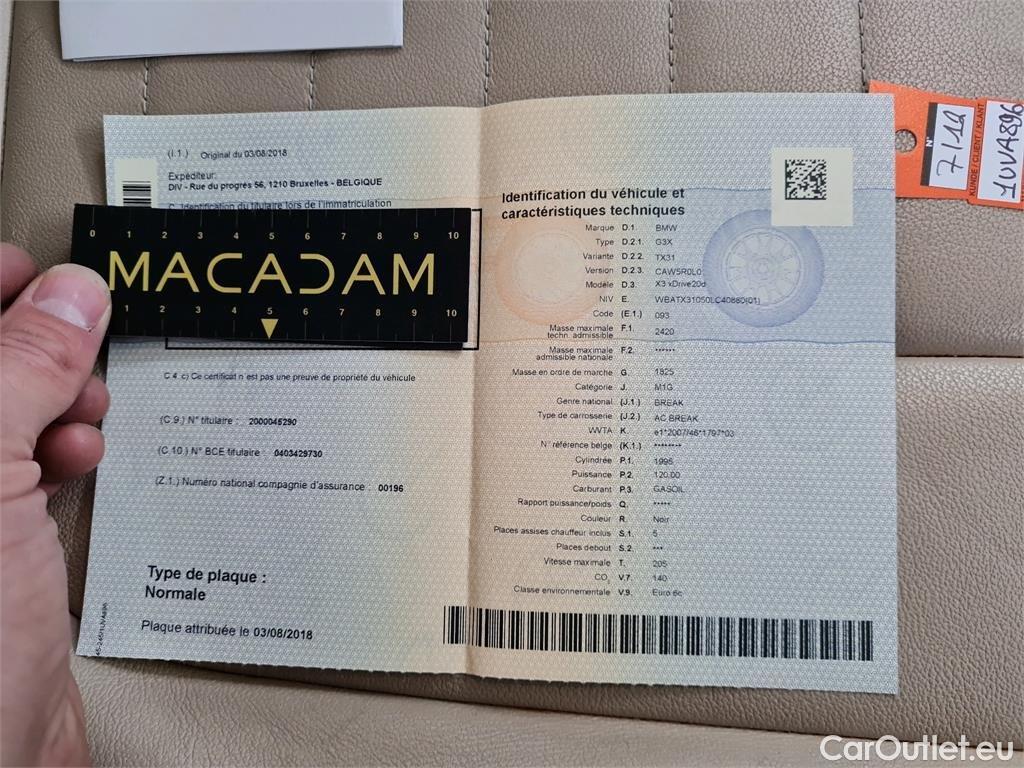 (I.1.) Original du 03/08/2018
Expéditeur:
DIV - Rue du progrès 56, 1210 Bruxelles - BELGIQUE
C. Identification du titulaire lors de l'immatriculation
0 1 2 3 4 5 6 7 8 9 10
MACADAM
1 2 3 4 5 6 7 8 9 10
C 4. c) Ce certificat n'est pas une preuve de propriété du véhicule
(C.9.) N° titulaire : 2000045290
(C.10.) N° BCE titulaire : 0403429730
(Z.1.) Numéro national compagnie d'assurance : 00196
Type de plaque :
Normale
Plaque attribuée le 03/08/2018
Identification du véhicule et
caractéristiques techniques
Marque D.1. BMW
Type D.2.1. G3X
Variante D.2.2. TX31
Version D.2.3. CAW5R0L0
Modèle D.3. X3 xDrive20d
NIV E. WBATX31050LC40880(01)
Code (E.1.) 093
Masse maximale
techn. admissible F.1. 2420
Masse maximale
admissible nationale F.2. ******
Masse en ordre de marche G. 1825
Catégorie J. M1G
Genre national (J.1.) BREAK
Type de carrosserie (J.2.) AC BREAK
WVTA K. e1*2007/46*1797*03
N° référence belge (K.1.) ********
Cylindrée P.1. 1995
Puissance P.2. 120.00
Carburant P.3. GASOIL
Rapport puissance/poids Q. *****
Couleur R. Noir
Places assises chauffeur inclus S.1. 5
Places debout S.2. ***
Vitesse maximale T. 205
CO₂ V.7. 140
Classe environnementale V.9. Euro 6c
N°
7119
KUNDE / CLIENT / KLANT
1UVA896
CarOutlet.eu